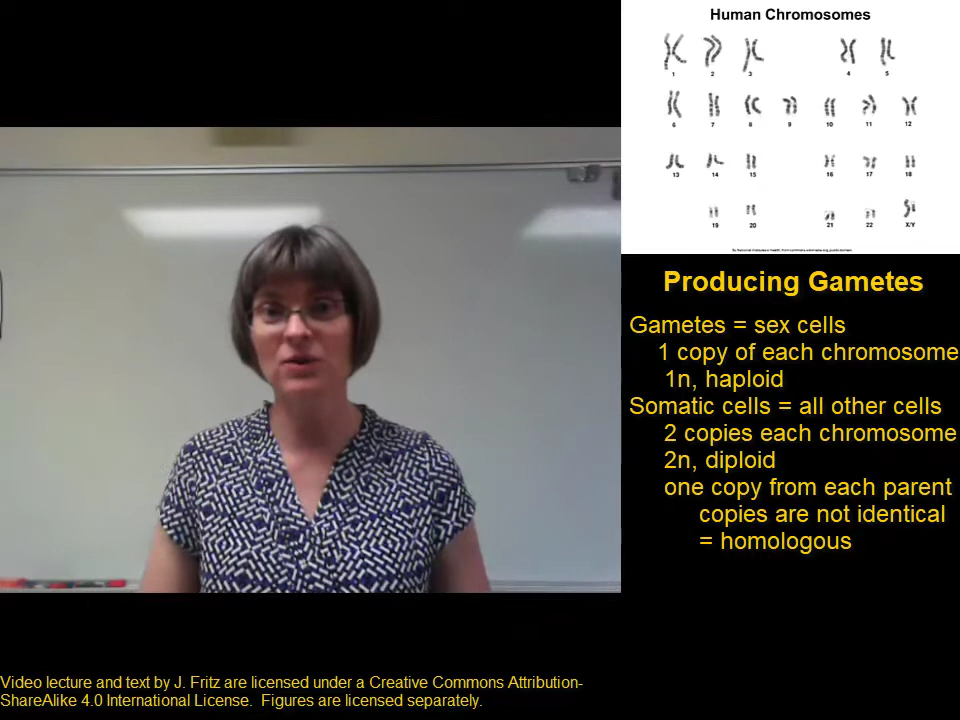 Human Chromosomes
1 2 3 4 5
6 7 8 9 10 11 12
13 14 15 16 17 18
19 20 21 22 X/Y
Producing Gametes
Gametes = sex cells
1 copy of each chromosome
1n, haploid
Somatic cells = all other cells
2 copies each chromosome
2n, diploid
one copy from each parent
copies are not identical
= homologous
Video lecture and text by J. Fritz are licensed under a Creative Commons Attribution-
ShareAlike 4.0 International License.  Figures are licensed separately.